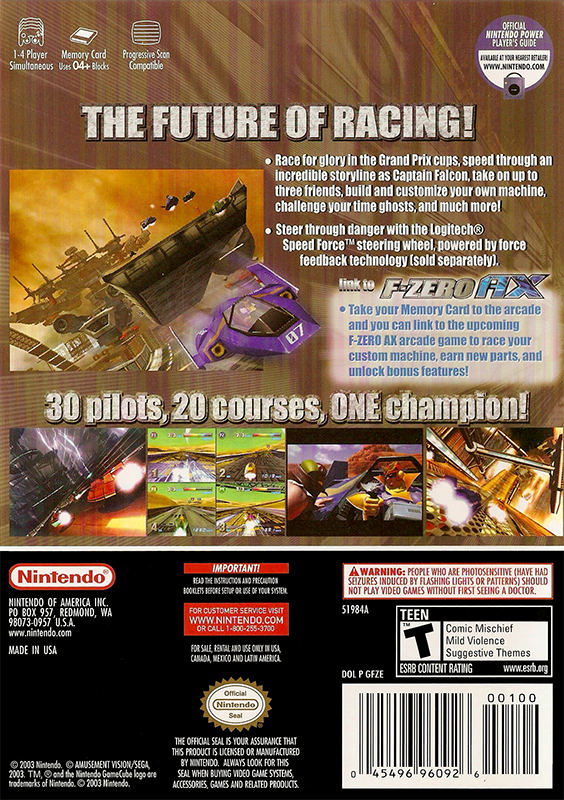 1-4 Player
Simultaneous
Memory Card
Uses 04+ Blocks
Progressive Scan
Compatible
OFFICIAL
NINTENDO POWER
PLAYER'S GUIDE
AVAILABLE AT YOUR NEAREST RETAILER!
WWW.NINTENDO.COM
THE FUTURE OF RACING!
• Race for glory in the Grand Prix cups, speed through an
incredible storyline as Captain Falcon, take on up to
three friends, build and customize your own machine,
challenge your time ghosts, and much more!
• Steer through danger with the Logitech®
Speed Force™ steering wheel, powered by force
feedback technology (sold separately).
07
link to F-ZERO AX
• Take your Memory Card to the arcade
and you can link to the upcoming
F-ZERO AX arcade game to race your
custom machine, earn new parts, and
unlock bonus features!
30 pilots, 20 courses, ONE champion!
Nintendo®
NINTENDO OF AMERICA INC.
PO BOX 957, REDMOND, WA
98073-0957 U.S.A.
www.nintendo.com
MADE IN USA
IMPORTANT!
READ THE INSTRUCTION AND PRECAUTION
BOOKLETS BEFORE SETUP OR USE OF YOUR SYSTEM.
FOR CUSTOMER SERVICE VISIT
WWW.NINTENDO.COM
OR CALL 1-800-255-3700
FOR SALE, RENTAL AND USE ONLY IN USA,
CANADA, MEXICO AND LATIN AMERICA.
Official
Nintendo
Seal
THE OFFICIAL SEAL IS YOUR ASSURANCE THAT
THIS PRODUCT IS LICENSED OR MANUFACTURED
BY NINTENDO. ALWAYS LOOK FOR THIS
SEAL WHEN BUYING VIDEO GAME SYSTEMS,
ACCESSORIES, GAMES AND RELATED PRODUCTS.
© 2003 Nintendo. © AMUSEMENT VISION/SEGA,
2003. TM, ® and the Nintendo GameCube logo are
trademarks of Nintendo. © 2003 Nintendo.
WARNING: PEOPLE WHO ARE PHOTOSENSITIVE (HAVE HAD
SEIZURES INDUCED BY FLASHING LIGHTS OR PATTERNS) SHOULD
NOT PLAY VIDEO GAMES WITHOUT FIRST SEEING A DOCTOR.
51984A
TEEN
T
Comic Mischief
Mild Violence
Suggestive Themes
ESRB CONTENT RATING www.esrb.org
DOL P GFZE
00100
0 45496 96092 6